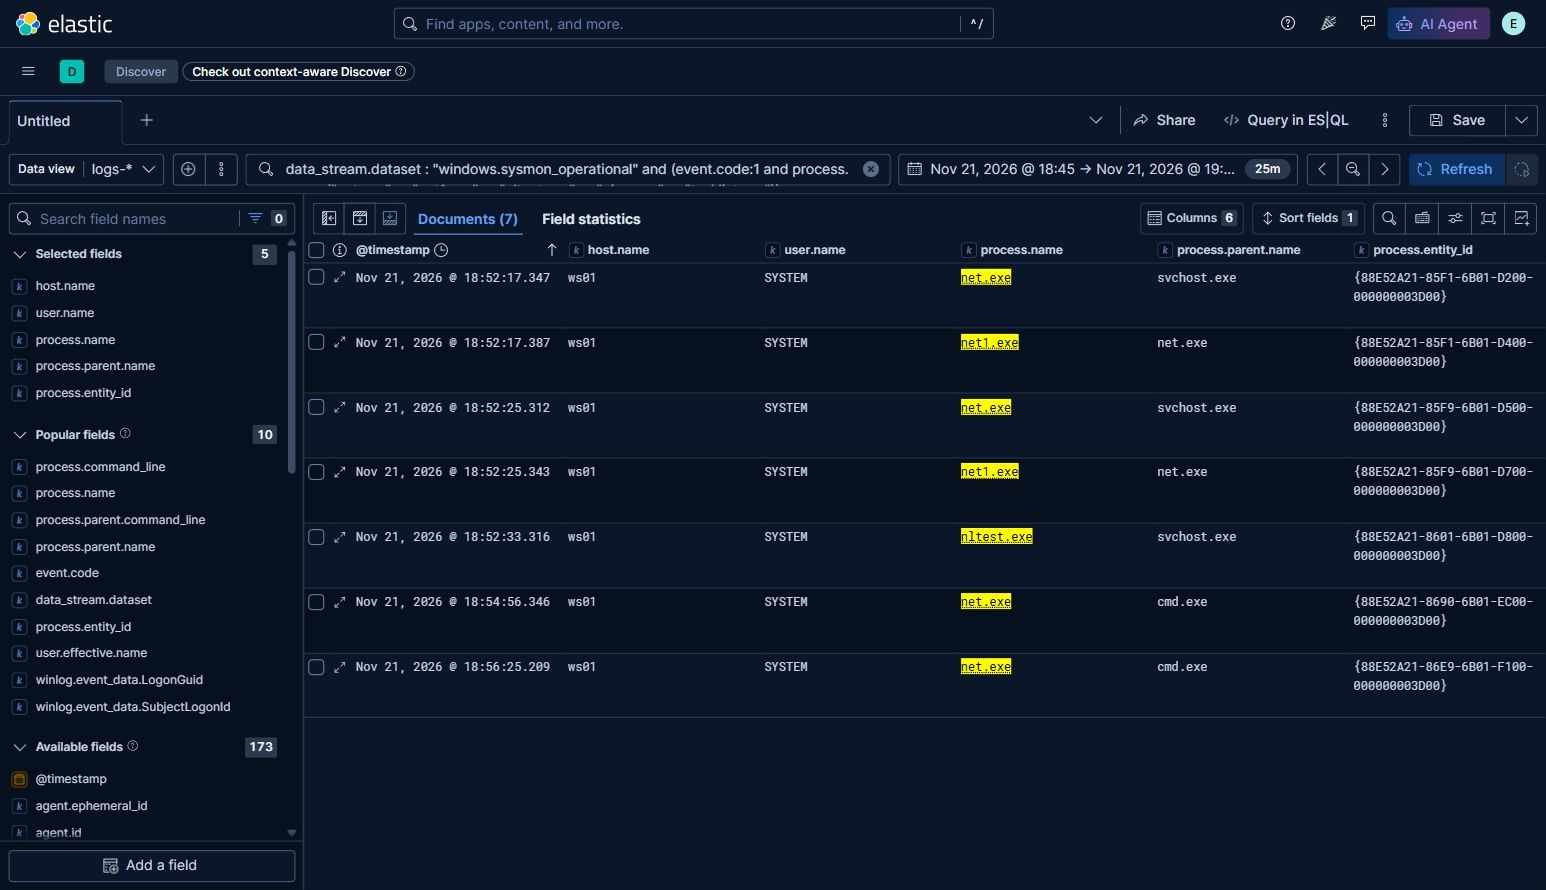 elastic
Find apps, content, and more.
^/
AI Agent
E
D
Discover
Check out context-aware Discover
Untitled
Share
Query in ES|QL
Save
Data view
logs-*
data_stream.dataset : "windows.sysmon_operational" and (event.code:1 and process.
Nov 21, 2026 @ 18:45 → Nov 21, 2026 @ 19:...
25m
Refresh
Search field names
0
Documents (7)
Field statistics
Columns 6
Sort fields 1
Selected fields
5
host.name
user.name
process.name
process.parent.name
process.entity_id
Popular fields
10
process.command_line
process.name
process.parent.command_line
process.parent.name
event.code
data_stream.dataset
process.entity_id
user.effective.name
winlog.event_data.LogonGuid
winlog.event_data.SubjectLogonId
Available fields
173
@timestamp
agent.ephemeral_id
agent.id
Add a field
@timestamp host.name user.name process.name process.parent.name process.entity_id
Nov 21, 2026 @ 18:52:17.347 ws01 SYSTEM net.exe svchost.exe {88E52A21-85F1-6B01-D200-
000000003D00}
Nov 21, 2026 @ 18:52:17.387 ws01 SYSTEM net1.exe net.exe {88E52A21-85F1-6B01-D400-
000000003D00}
Nov 21, 2026 @ 18:52:25.312 ws01 SYSTEM net.exe svchost.exe {88E52A21-85F9-6B01-D500-
000000003D00}
Nov 21, 2026 @ 18:52:25.343 ws01 SYSTEM net1.exe net.exe {88E52A21-85F9-6B01-D700-
000000003D00}
Nov 21, 2026 @ 18:52:33.316 ws01 SYSTEM nltest.exe svchost.exe {88E52A21-8601-6B01-D800-
000000003D00}
Nov 21, 2026 @ 18:54:56.346 ws01 SYSTEM net.exe cmd.exe {88E52A21-8690-6B01-EC00-
000000003D00}
Nov 21, 2026 @ 18:56:25.209 ws01 SYSTEM net.exe cmd.exe {88E52A21-86E9-6B01-F100-
000000003D00}